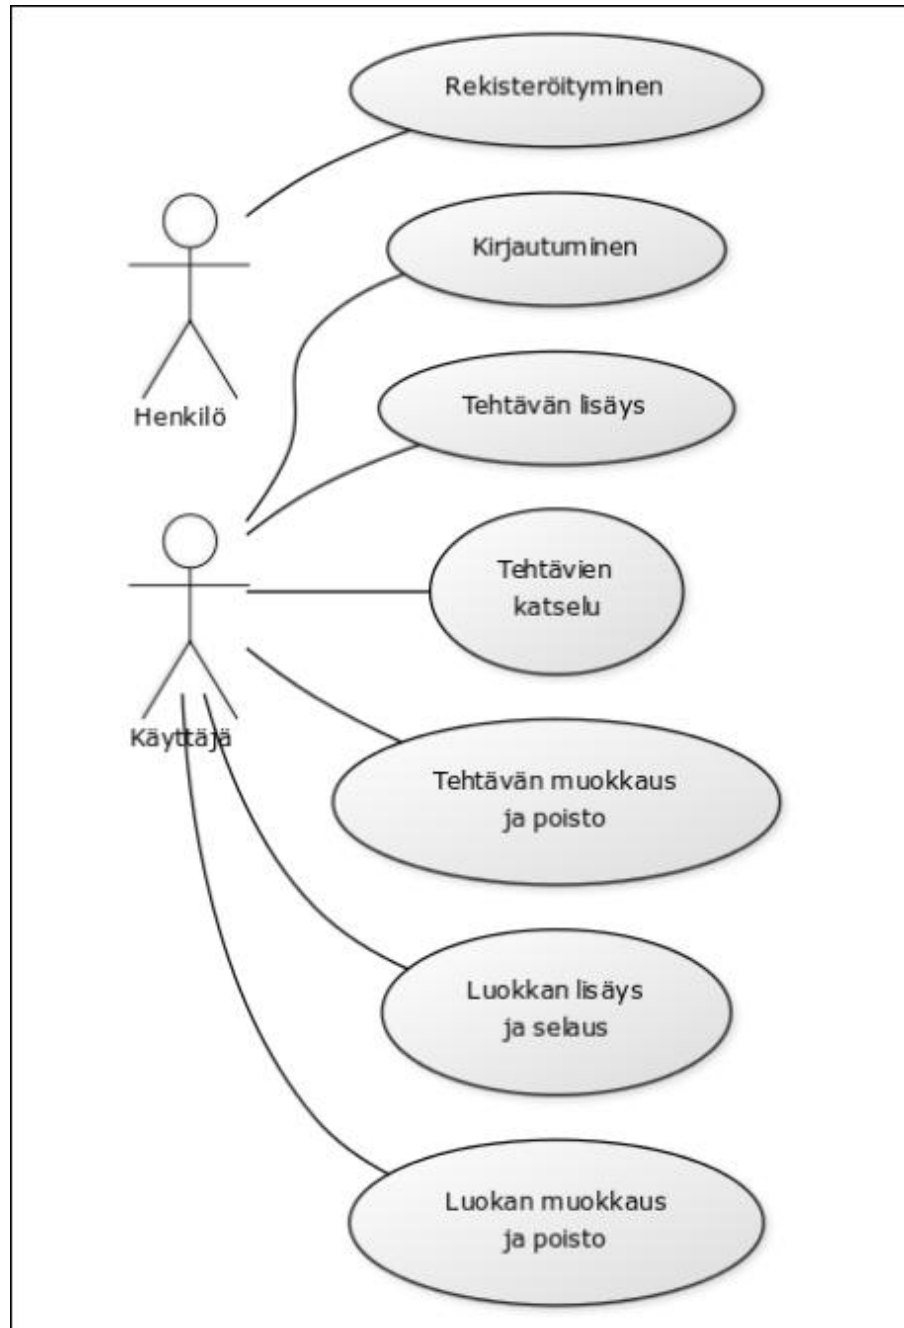 Rekisteröityminen
Kirjautuminen
Henkilö
Tehtävän lisäys
Tehtävien
katselu
Käyttäjä
Tehtävän muokkaus
ja poisto
Luokkan lisäys
ja selaus
Luokan muokkaus
ja poisto